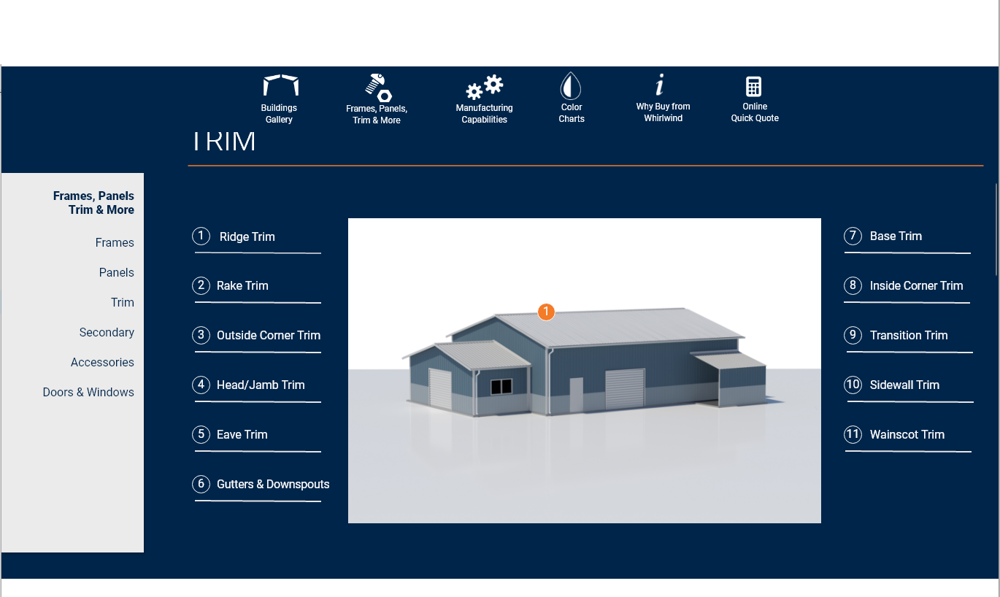 Buildings
Gallery
Frames, Panels,
Trim & More
Manufacturing
Capabilities
Color
Charts
Why Buy from
Whirlwind
Online
Quick Quote
TRIM
Frames, Panels
Trim & More
Frames
Panels
Trim
Secondary
Accessories
Doors & Windows
1 Ridge Trim
2 Rake Trim
3 Outside Corner Trim
4 Head/Jamb Trim
5 Eave Trim
6 Gutters & Downspouts
1
7 Base Trim
8 Inside Corner Trim
9 Transition Trim
10 Sidewall Trim
11 Wainscot Trim